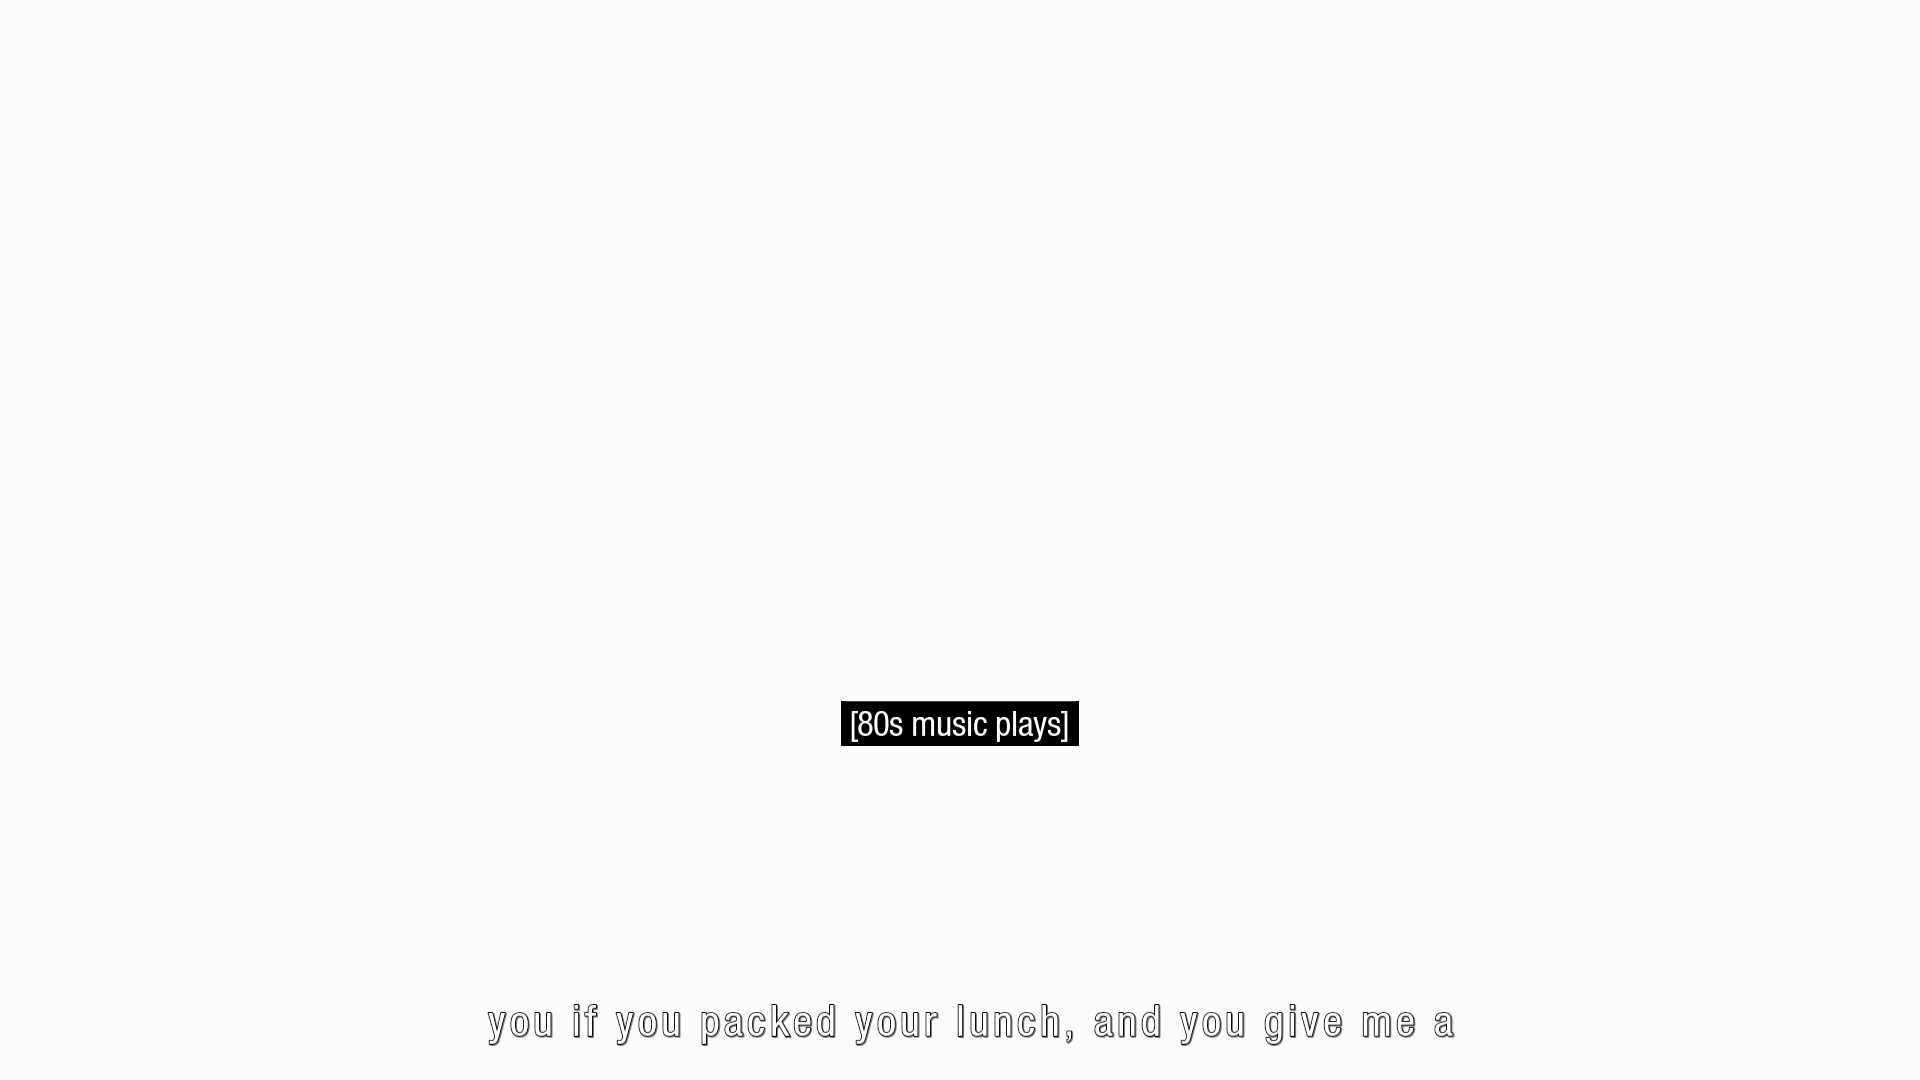 [80s music plays]
you if you packed your lunch, and you give me a